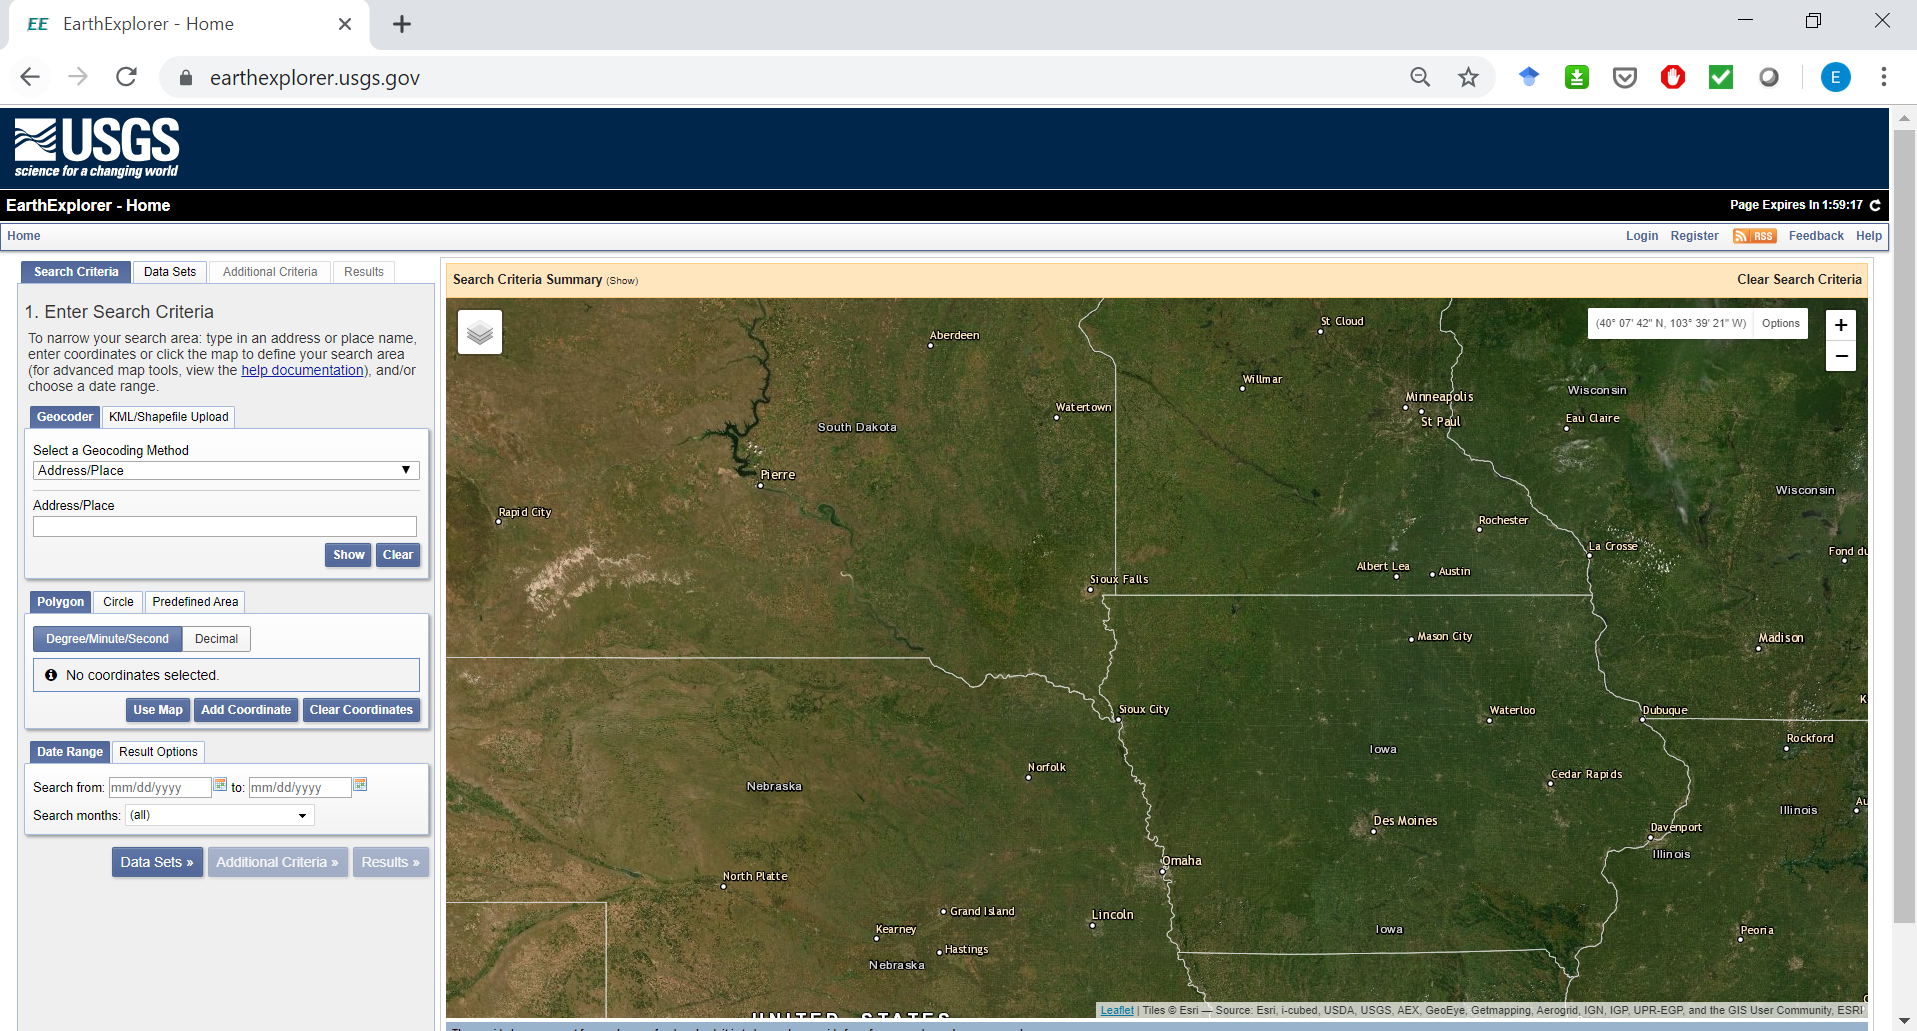 EE EarthExplorer - Home
earthexplorer.usgs.gov
E
USGS
science for a changing world
EarthExplorer - Home
Page Expires In 1:59:17
Home
Login Register RSS Feedback Help
Search Criteria Data Sets Additional Criteria Results
1. Enter Search Criteria
To narrow your search area: type in an address or place name,
enter coordinates or click the map to define your search area
(for advanced map tools, view the help documentation), and/or
choose a date range.
Geocoder KML/Shapefile Upload
Select a Geocoding Method
Address/Place
Address/Place
Show Clear
Polygon Circle Predefined Area
Degree/Minute/Second Decimal
No coordinates selected.
Use Map Add Coordinate Clear Coordinates
Date Range Result Options
Search from: mm/dd/yyyy to: mm/dd/yyyy
Search months: (all)
Data Sets » Additional Criteria » Results »
Search Criteria Summary (Show)
Clear Search Criteria
(40° 07' 42" N, 103° 39' 21" W) Options
+
−
St Cloud
Aberdeen
Willmar
Wisconsin
Minneapolis
Watertown
Eau Claire
St Paul
South Dakota
Pierre
Wisconsin
Rapid City
Rochester
La Crosse
Fond du
Albert Lea
Austin
Sioux Falls
Mason City
Madison
K
Sioux City
Waterloo
Dubuque
Rockford
Iowa
Norfolk
Cedar Rapids
Nebraska
Au
Illinois
Des Moines
Davenport
Illinois
Omaha
North Platte
Grand Island
Lincoln
Kearney
Iowa
Peoria
Hastings
Nebraska
UNITED STATES
Leaflet | Tiles © Esri — Source: Esri, i-cubed, USDA, USGS, AEX, GeoEye, Getmapping, Aerogrid, IGN, IGP, UPR-EGP, and the GIS User Community, ESRI